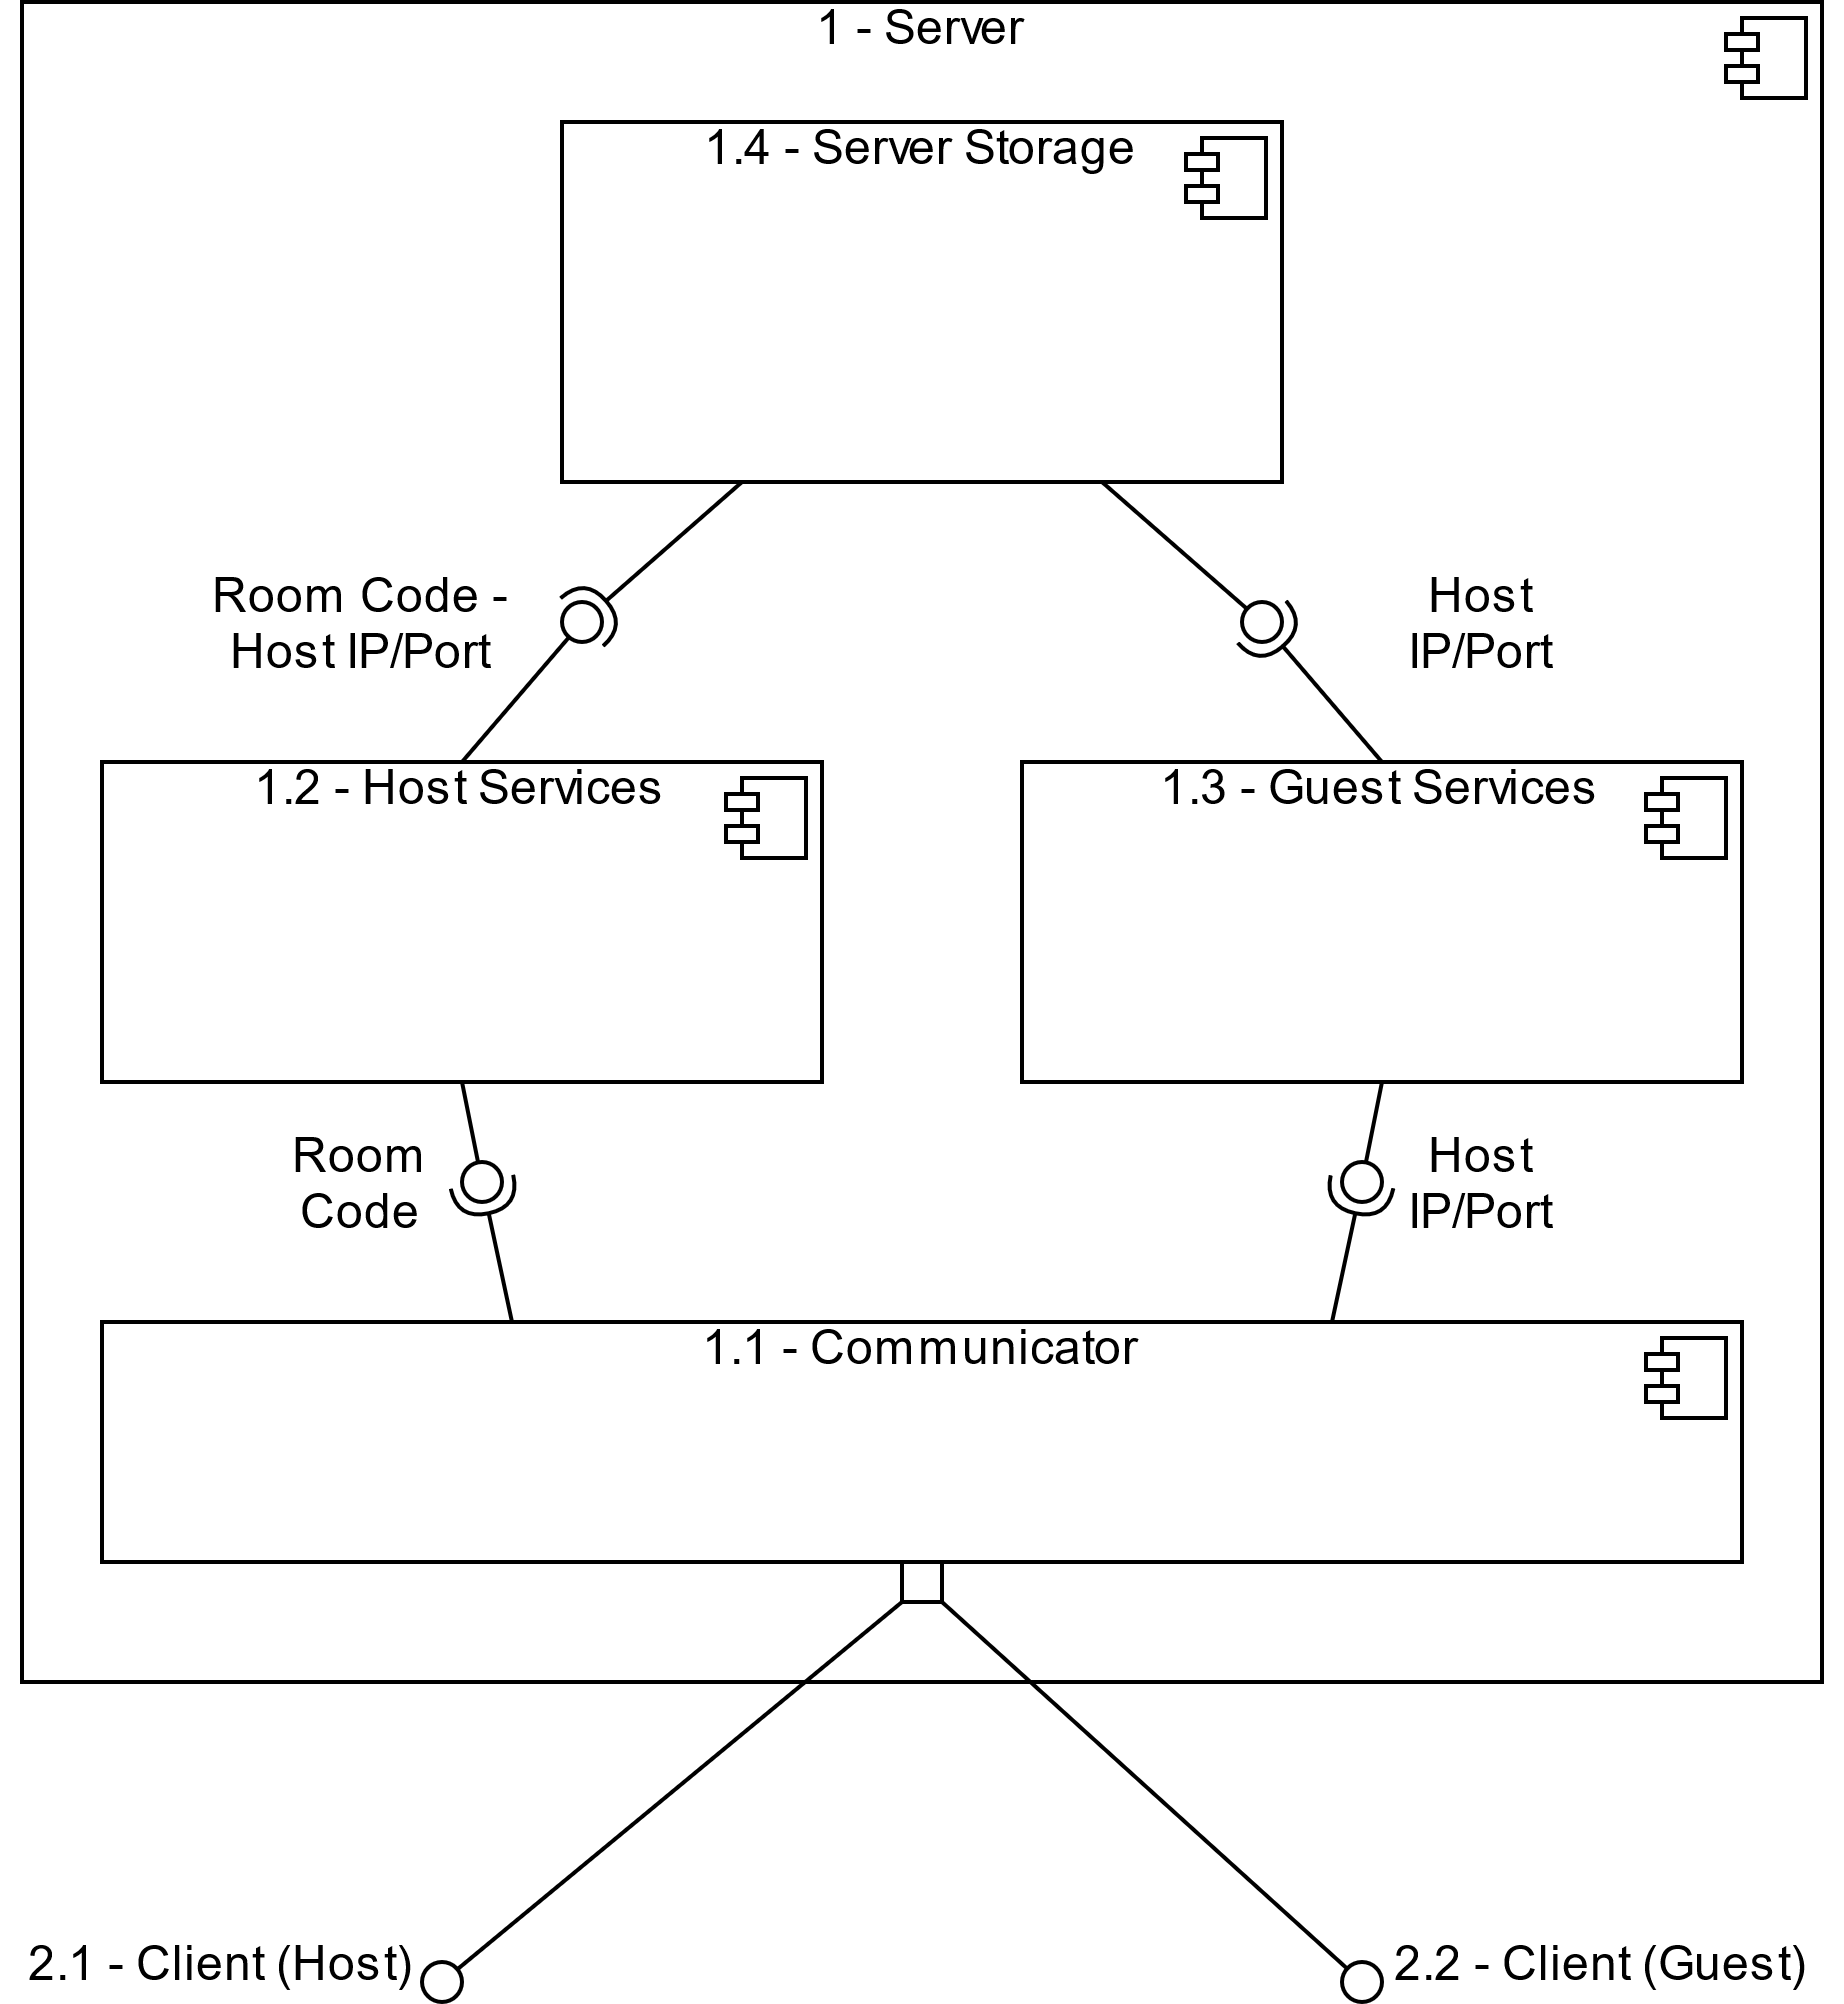 1 - Server
1.4 - Server Storage
Room Code -
Host IP/Port
Host
IP/Port
1.2 - Host Services
1.3 - Guest Services
Room
Code
Host
IP/Port
1.1 - Communicator
2.1 - Client (Host)
2.2 - Client (Guest)